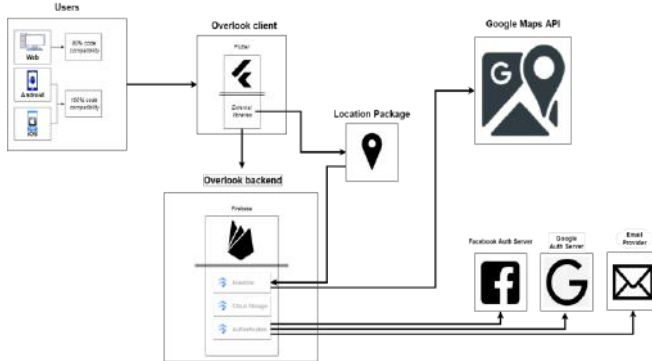 Users
Web
80% code
compatibility
Android
100% code
compatibility
iOS
Overlook client
Flutter
External
libraries
Location Package
Google Maps API
G
Overlook backend
Firebase
Cloud Storage
Authentication
Facebook Auth Server
Google
Auth Server
Email
Provider